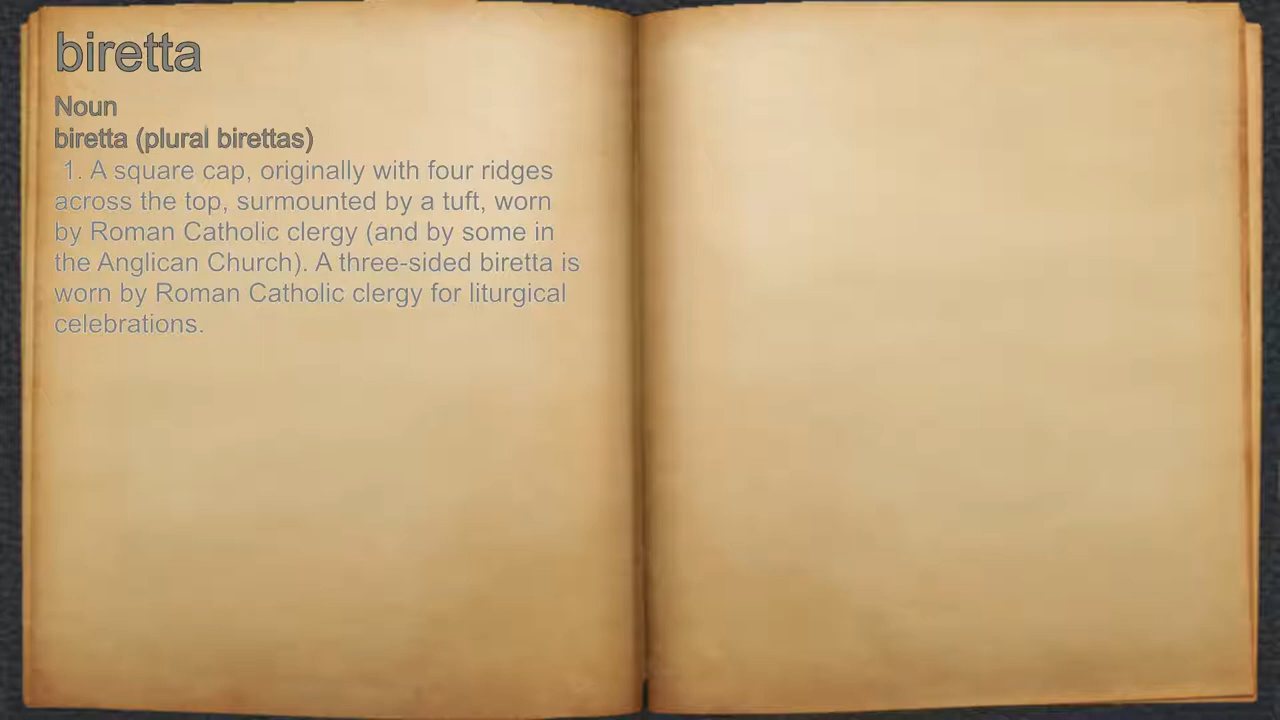 biretta
Noun
biretta (plural birettas)
1. A square cap, originally with four ridges
across the top, surmounted by a tuft, worn
by Roman Catholic clergy (and by some in
the Anglican Church). A three-sided biretta is
worn by Roman Catholic clergy for liturgical
celebrations.